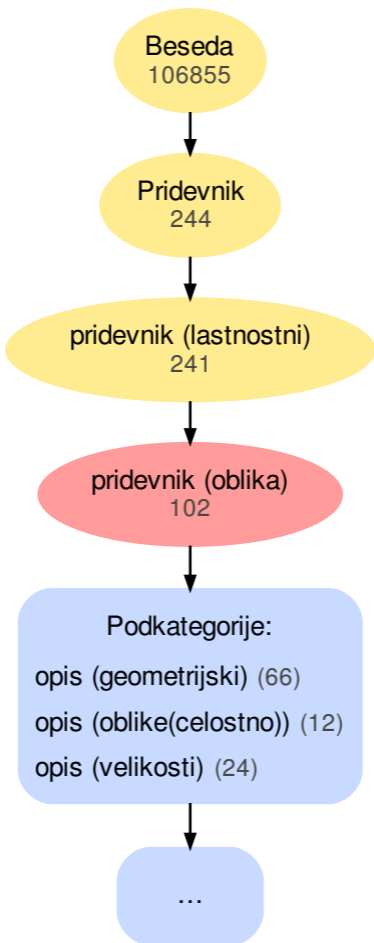 Beseda
106855
Pridevnik
244
pridevnik (lastnostni)
241
pridevnik (oblika)
102
Podkategorije:
opis (geometrijski) (66)
opis (oblike(celostno)) (12)
opis (velikosti) (24)
...